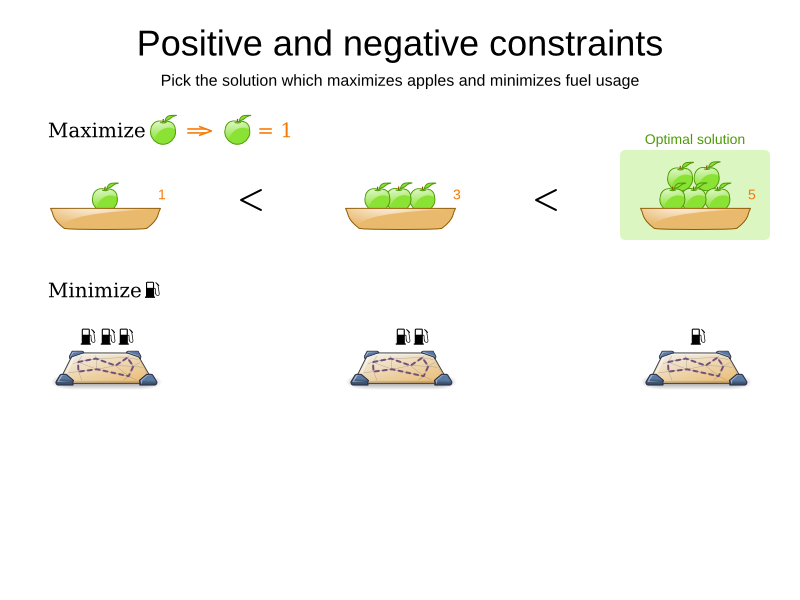 Positive and negative constraints
Pick the solution which maximizes apples and minimizes fuel usage
Maximize ⇒ = 1
Optimal solution
1 < 3 < 5
Minimize